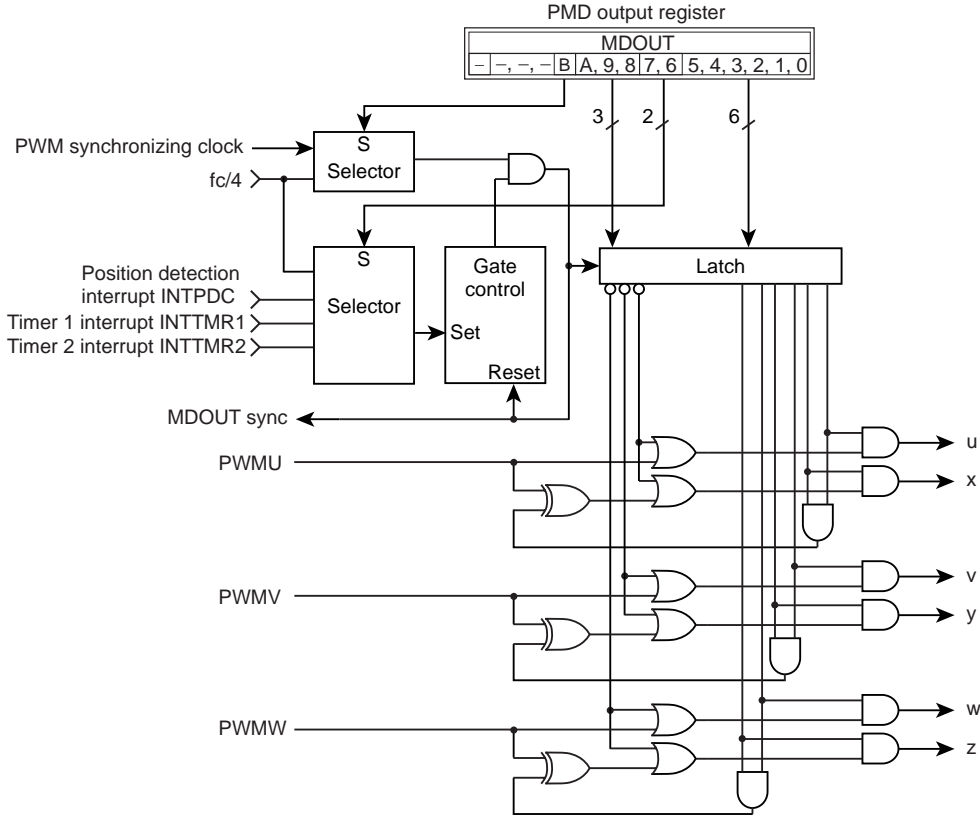 PMD output register
MDOUT
– –, –, – B A, 9, 8 7, 6 5, 4, 3, 2, 1, 0
3 2 6
PWM synchronizing clock
S
Selector
fc/4
S
Selector
Gate
control
Set
Reset
Latch
Position detection
interrupt INTPDC
Timer 1 interrupt INTTMR1
Timer 2 interrupt INTTMR2
MDOUT sync
PWMU
u
x
PWMV
v
y
PWMW
w
z